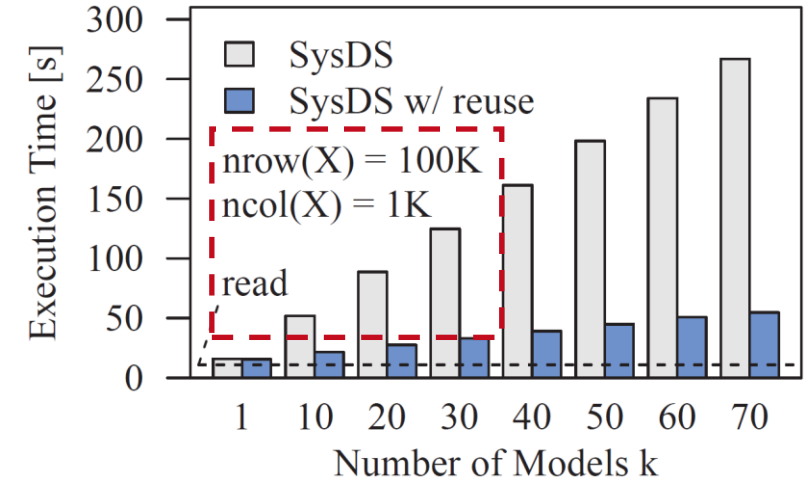 300
250
200
150
100
50
0
Execution Time [s]
SysDS
SysDS w/ reuse
nrow(X) = 100K
ncol(X) = 1K
read
1 10 20 30 40 50 60 70
Number of Models k